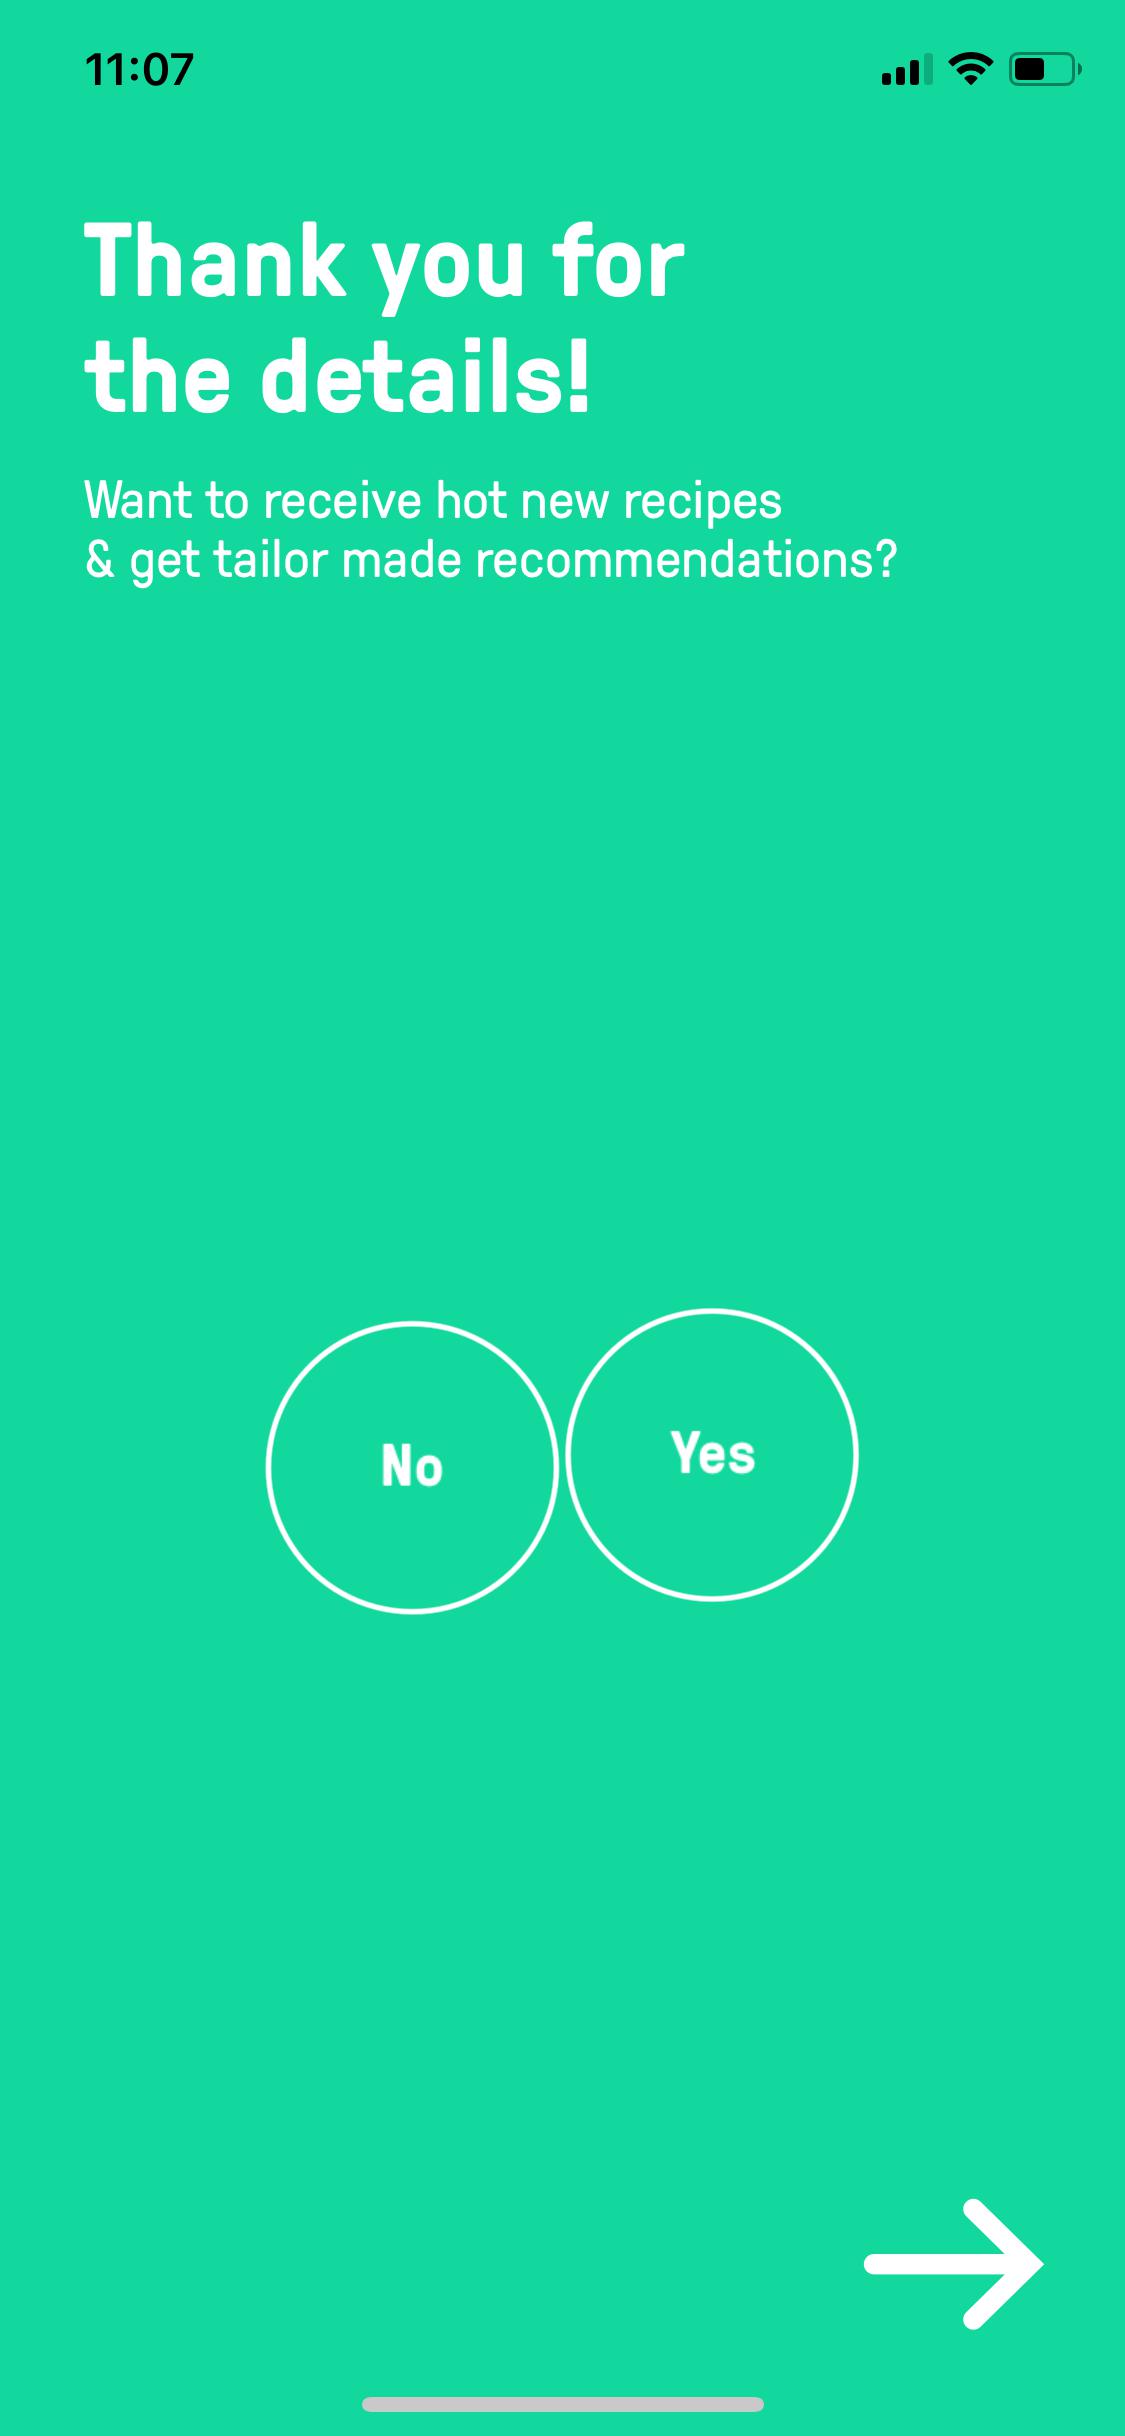 11:07
Thank you for
the details!
Want to receive hot new recipes
& get tailor made recommendations?
No
Yes